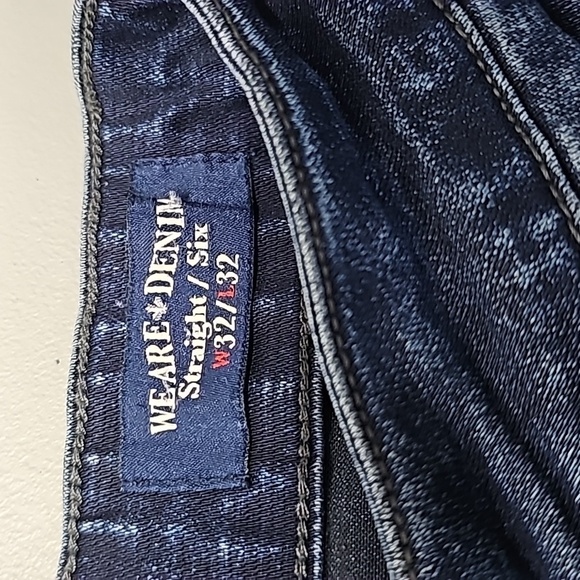 WE ARE DENIM
Straight / Six
W32/L32